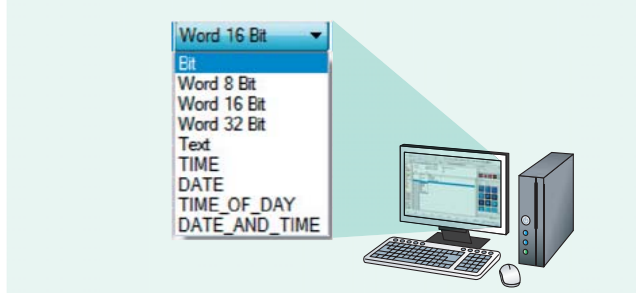 Word 16 Bit
Bit
Word 8 Bit
Word 16 Bit
Word 32 Bit
Text
TIME
DATE
TIME_OF_DAY
DATE_AND_TIME